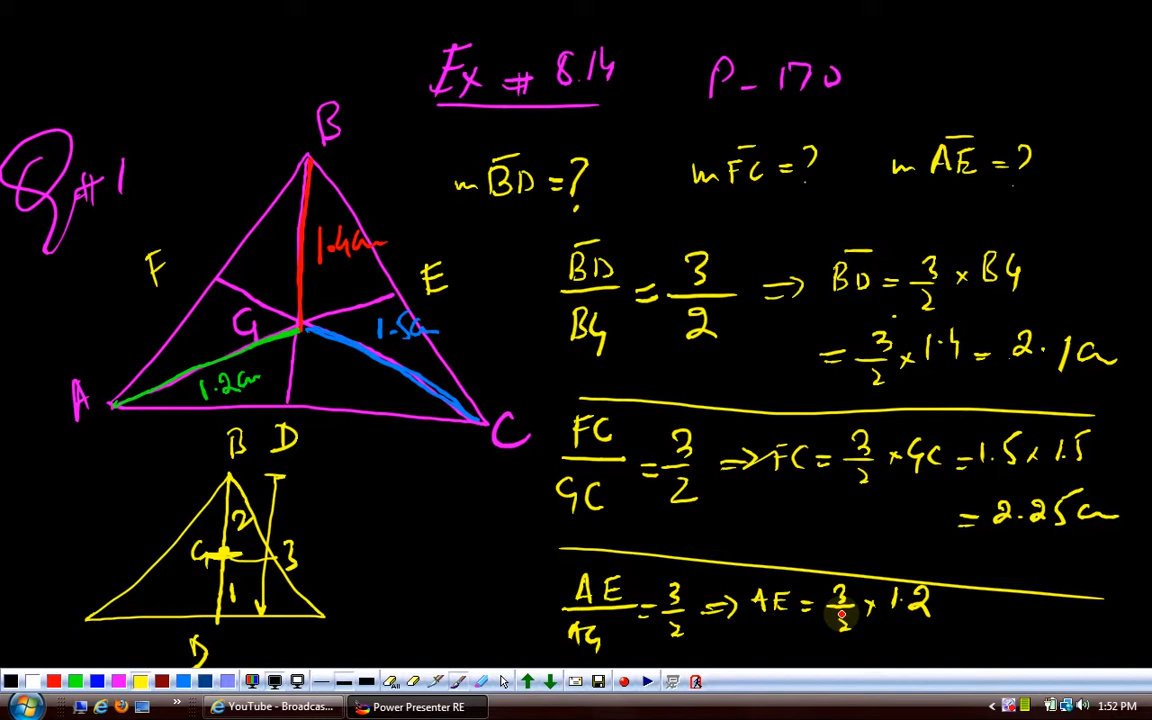 Ex # 8.14 P-170
Q#1
B
m BD = ? m FC = ? m AE = ?
F
1.4cm
E
BD/BG = 3/2 => BD = 3/2 × BG
G
1.5cm
= 3/2 × 1.4 = 2.1cm
A
1.2cm
D
C
FC/GC = 3/2 => FC = 3/2 × GC = 1.5 × 1.5
= 2.25cm
B
2
G
3
1
D
AE/AG = 3/2 => AE = 3/2 × 1.2
YouTube - Broadcas...
Power Presenter RE
1:52 PM